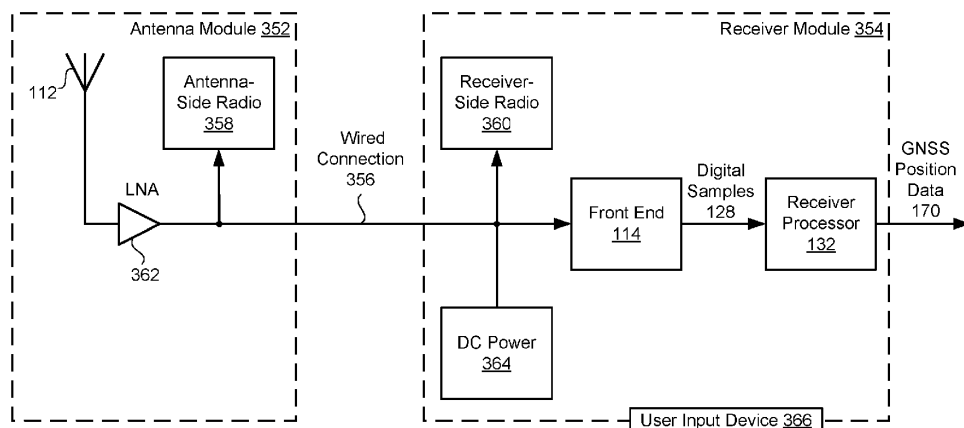 Antenna Module 352
112
Antenna-
Side Radio
358
LNA
362
Wired
Connection
356
Receiver Module 354
Receiver-
Side Radio
360
Front End
114
Digital
Samples
128
Receiver
Processor
132
GNSS
Position
Data
170
DC Power
364
User Input Device 366